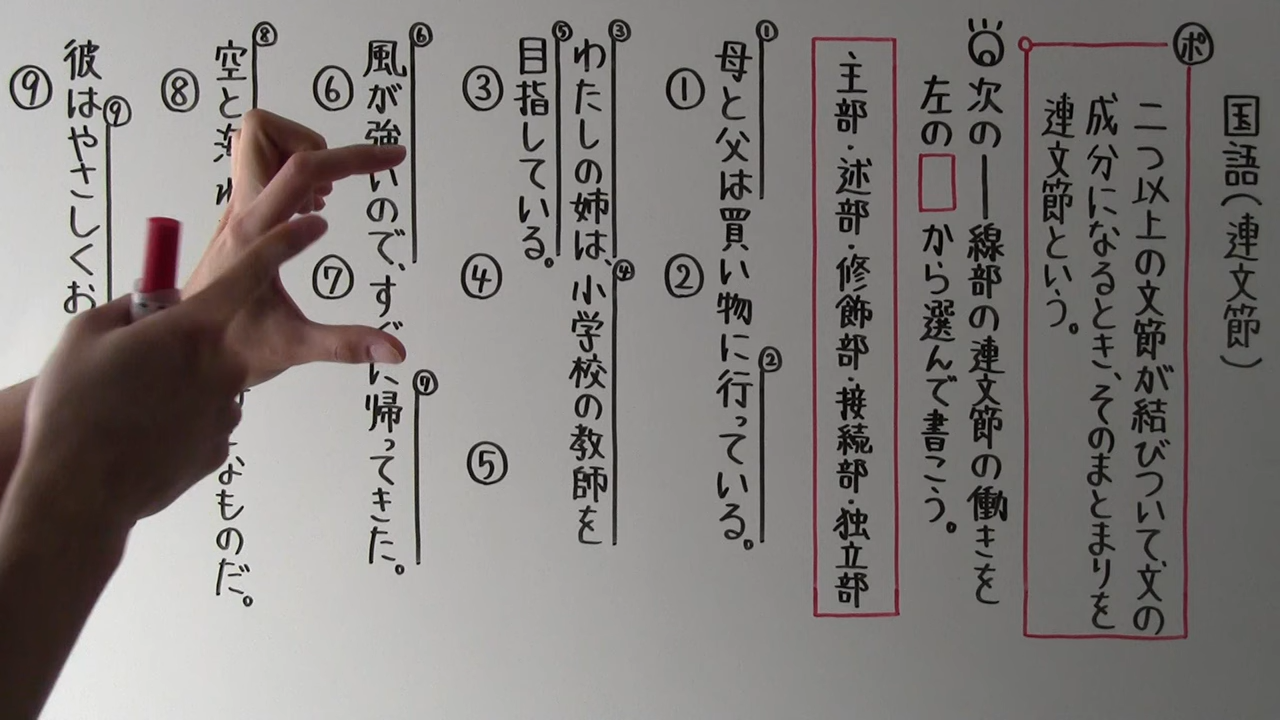 国語(連文節)
ポ
二つ以上の文節が結びついて、文の
成分になるとき、そのまとまりを
連文節という。
次の―線部の連文節の働きを
左の□から選んで書こう。
主部・述部・修飾部・接続部・独立部
① ②
母と父は買い物に行っている。
① ②
③ ④
わたしの姉は、小学校の教師を
⑤
目指している。
③ ④ ⑤
⑥ ⑦
風が強いので、すぐに帰ってきた。
⑥ ⑦
⑧
空と
なものだ。
⑧
⑨
彼はやさしくお
⑨